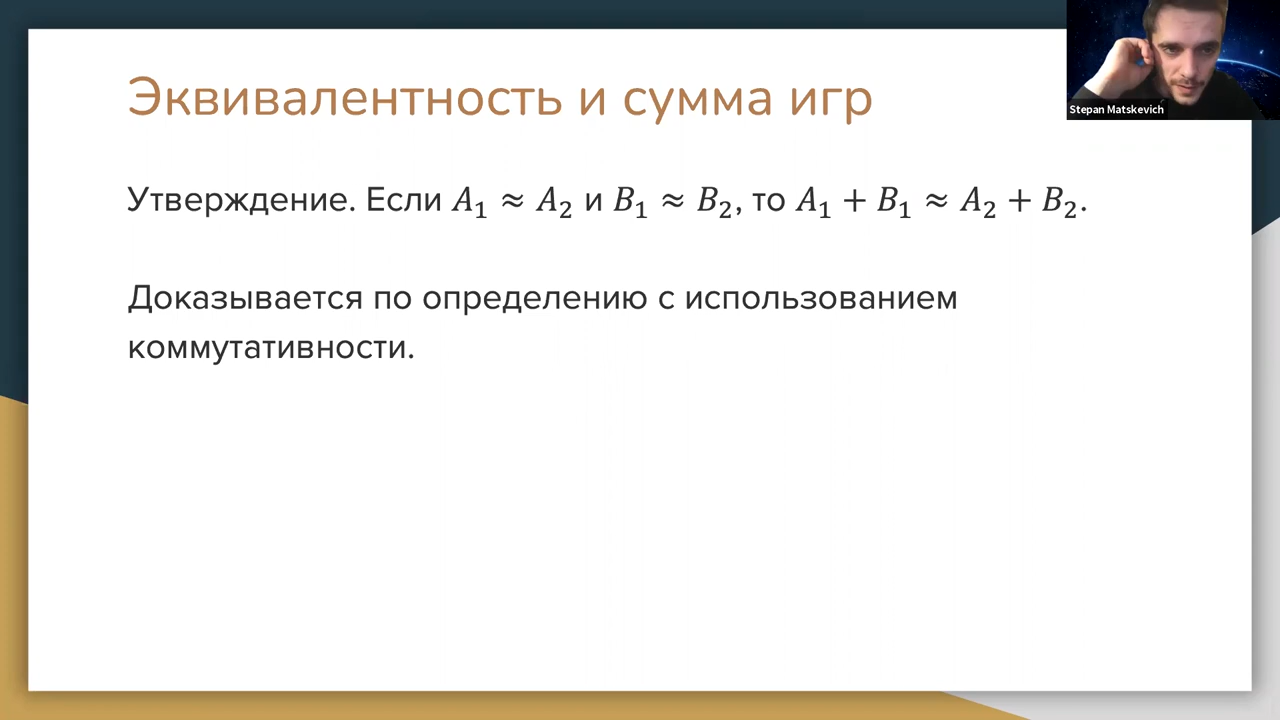 Эквивалентность и сумма игр
Stepan Matskevich
Утверждение. Если A₁ ≈ A₂ и B₁ ≈ B₂, то A₁ + B₁ ≈ A₂ + B₂.
Доказывается по определению с использованием
коммутативности.